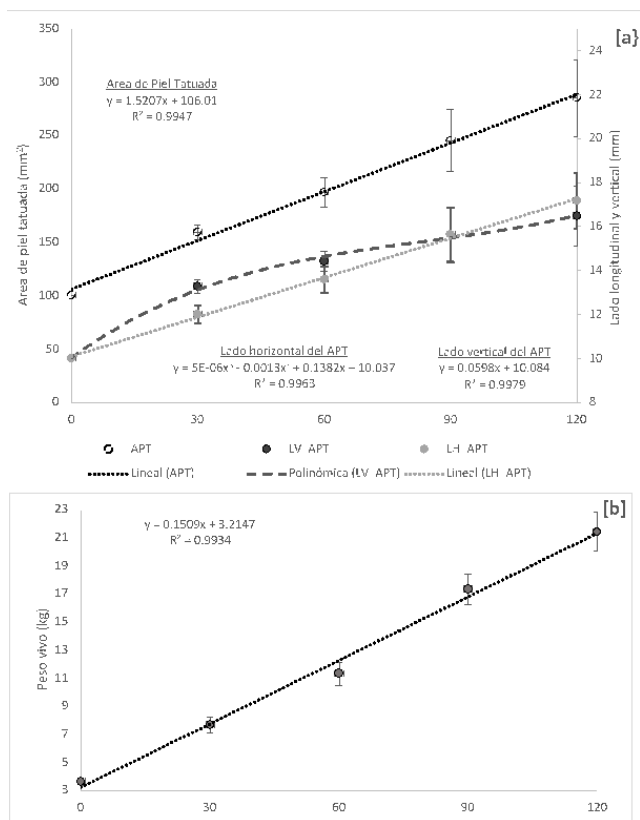 [a]
Area de Piel Tatuada
y = 1.5207x + 106.01
R² = 0.9947
350
300
250
200
150
100
50
0
Area de piel tatuada (mm²)
24
22
20
18
16
14
12
10
8
Lado longitudinal y vertical (mm)
Lado horizontal del APT
R² = 0.9963
Lado vertical del APT
y = 0.0598x + 10.084
R² = 0.9979
0 30 60 90 120
APT LV APT LH APT
Lineal (APT) Polinómica (LV APT) Lineal (LH APT)
[b]
y = 0.1509x + 3.2147
R² = 0.9934
23
21
19
17
15
13
11
9
7
5
3
Peso vivo (kg)
0 30 60 90 120